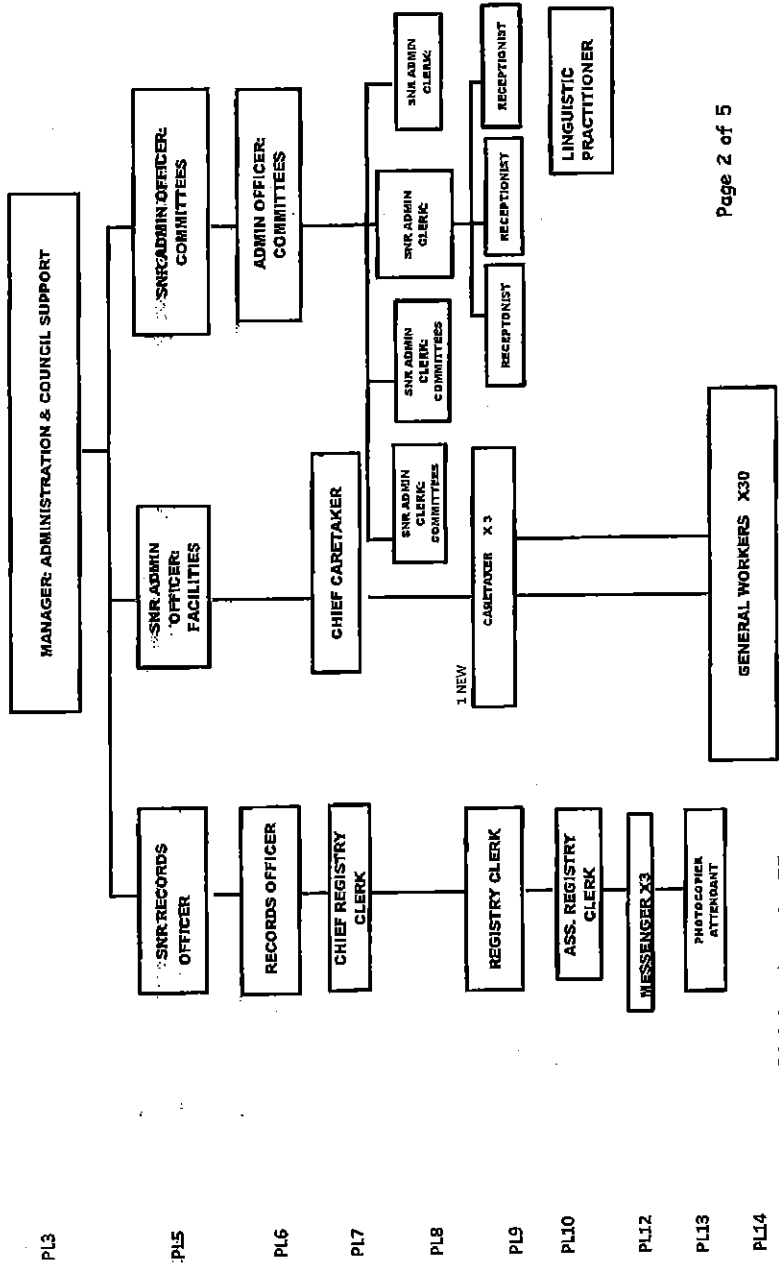 MANAGER: ADMINISTRATION & COUNCIL SUPPORT
PL3
SNR RECORDS
OFFICER
SNR ADMIN
OFFICER:
FACILITIES
SNR ADMIN OFFICER:
COMMITTEES
PL5
RECORDS OFFICER
ADMIN OFFICER:
COMMITTEES
PL6
CHIEF REGISTRY
CLERK
CHIEF CARETAKER
PL7
SNR ADMIN
CLERK:
COMMITTEES
SNR ADMIN
CLERK:
COMMITTEES
SNR ADMIN
CLERK:
SNR ADMIN
CLERK:
PL8
REGISTRY CLERK
1 NEW
CARETAKER X 3
RECEPTONIST
RECEPTIONIST
RECEPTIONIST
PL9
ASS. REGISTRY
CLERK
LINGUISTIC
PRACTITIONER
PL10
MESSENGER X3
PL12
PHOTOCOPIER
ATTENDANT
PL13
GENERAL WORKERS X30
PL14
Page 2 of 5